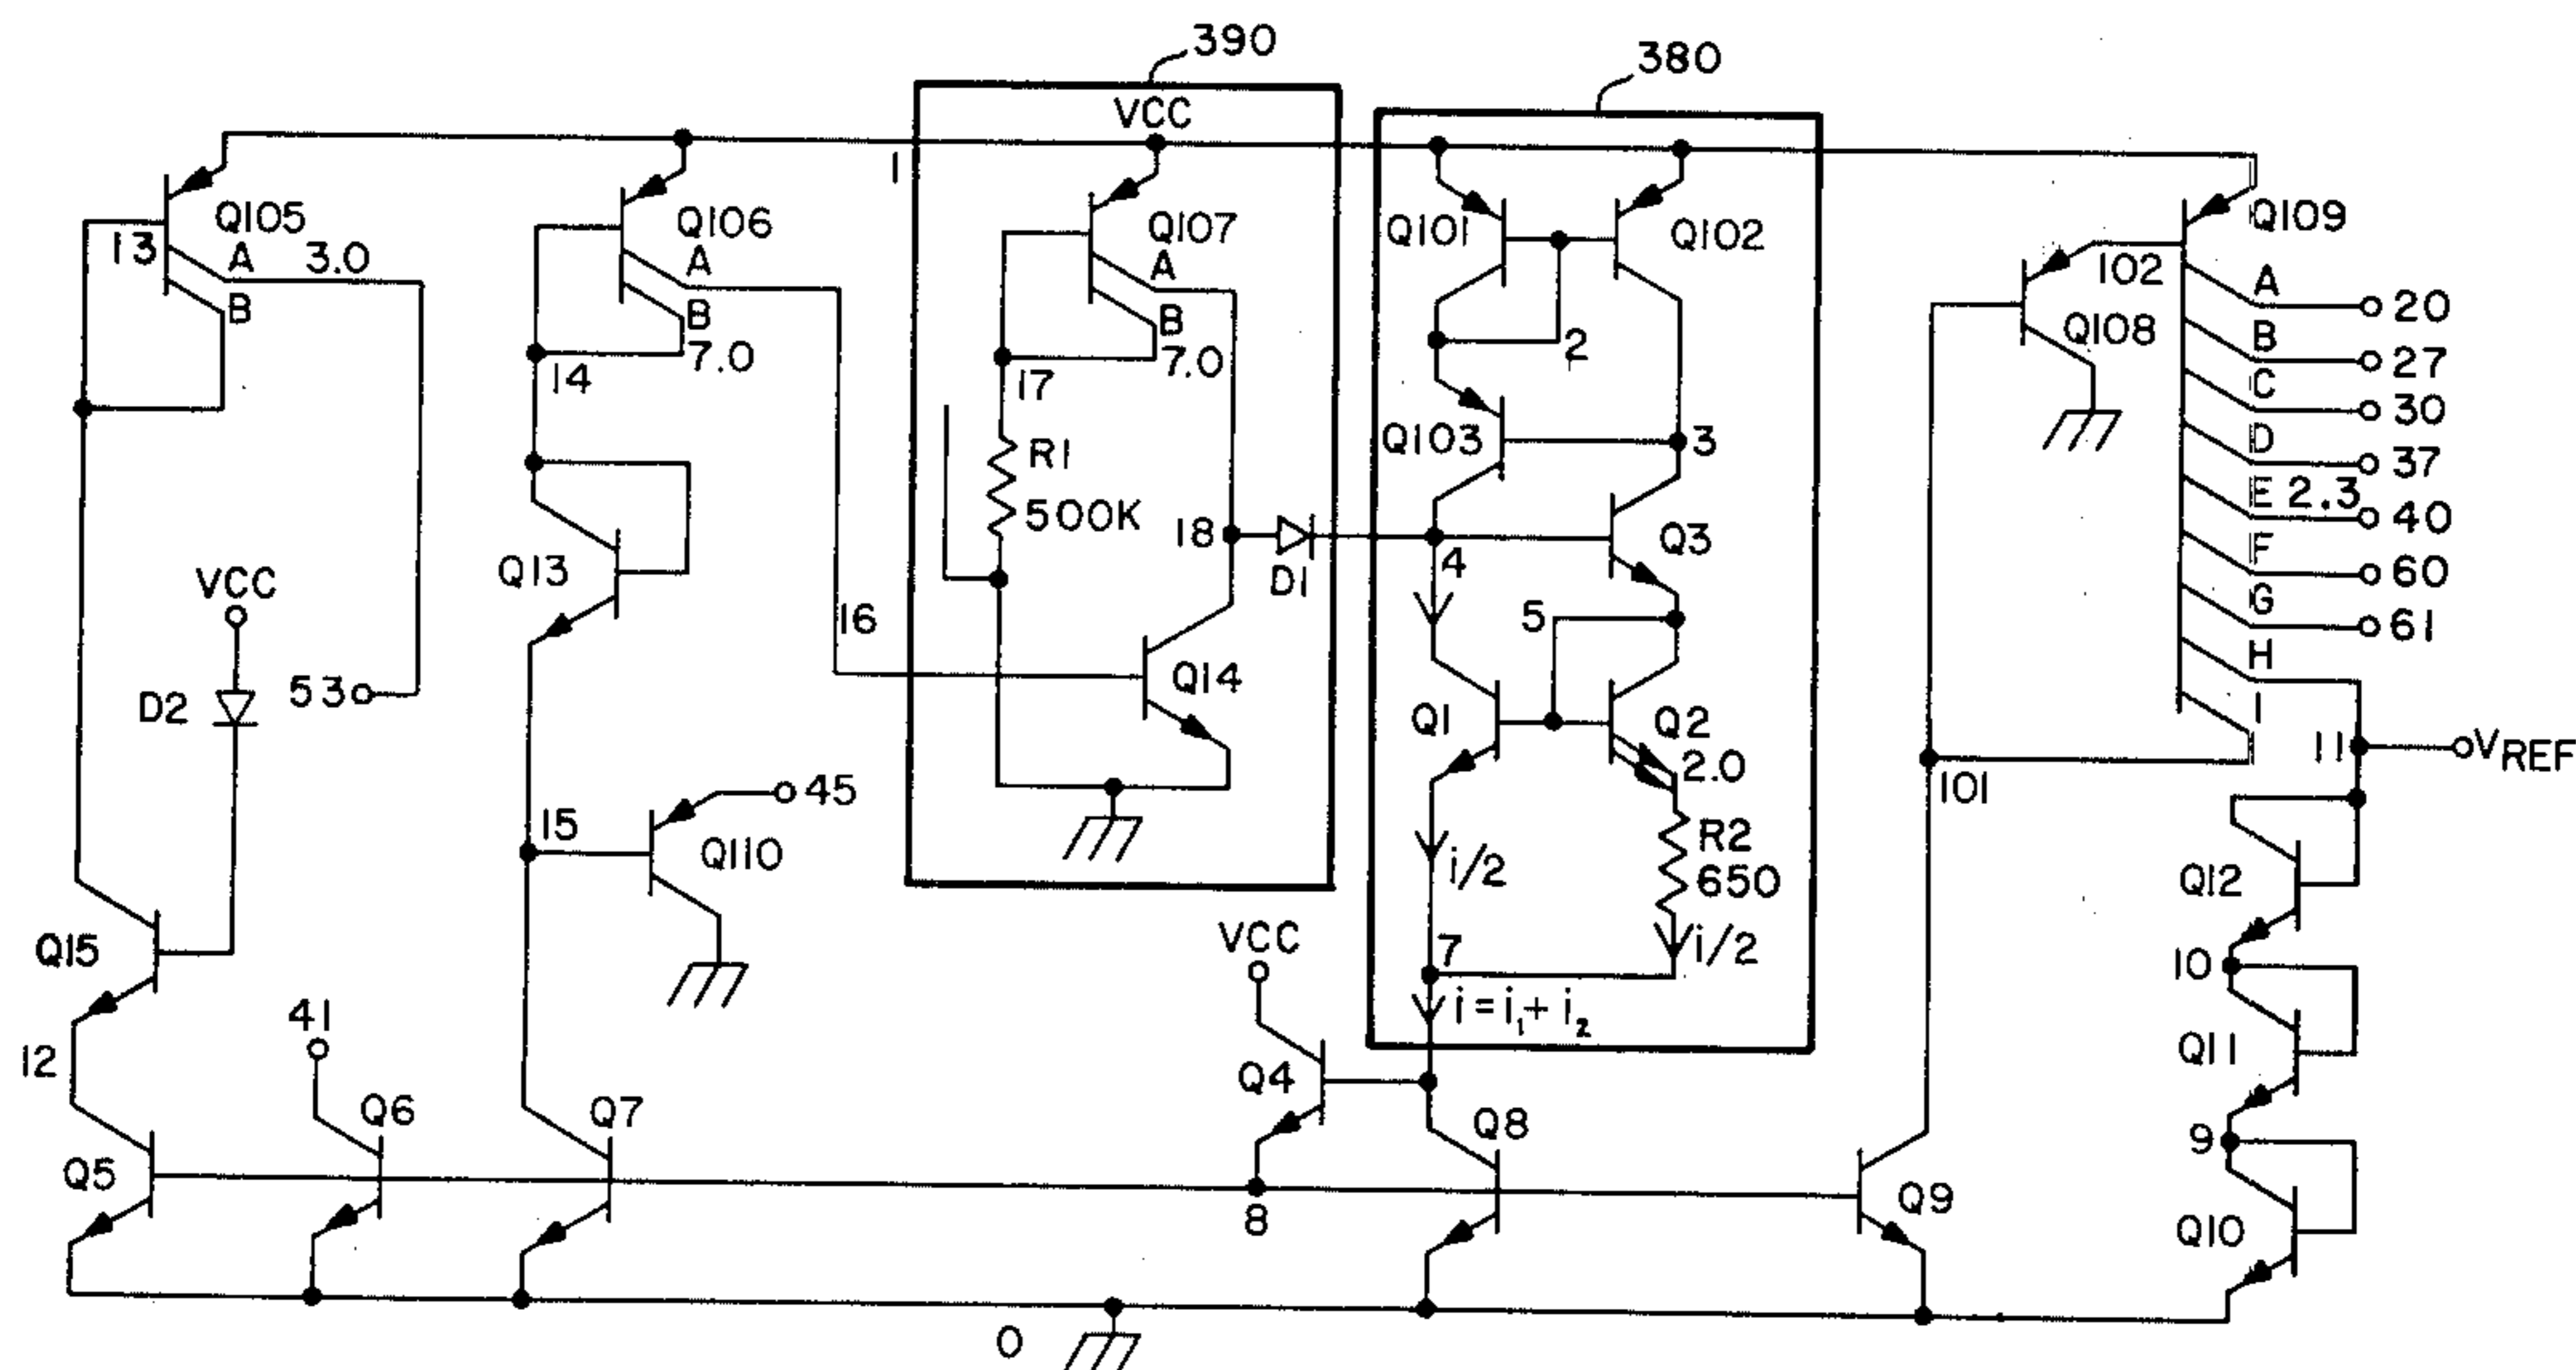 390
380
VCC
1
Q105
13
A
3.0
B
Q106
A
B
7.0
14
Q107
A
B
7.0
17
Q101
Q102
2
Q109
102
Q108
A
20
B
27
C
30
D
37
E 2.3
40
F
60
G
61
H
I
11
VREF
101
R1
500K
Q103
3
18
D1
4
Q3
Q13
VCC
16
5
Q14
D2
53
Q1
Q2
2.0
45
15
Q110
R2
650
i/2
Q12
VCC
7
i/2
Q15
10
i = i1 + i2
41
12
Q4
Q11
Q6
Q7
Q8
9
Q5
8
Q9
Q10
0